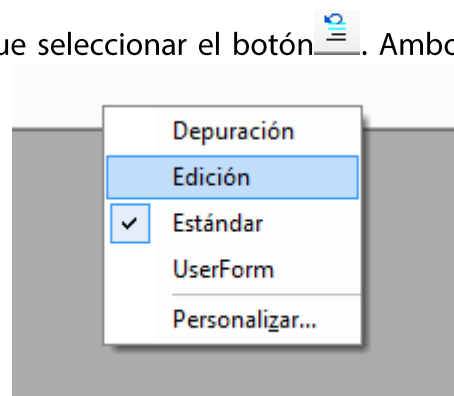 ue seleccionar el botón. Ambo
Depuración
Edición
Estándar
UserForm
Personalizar...